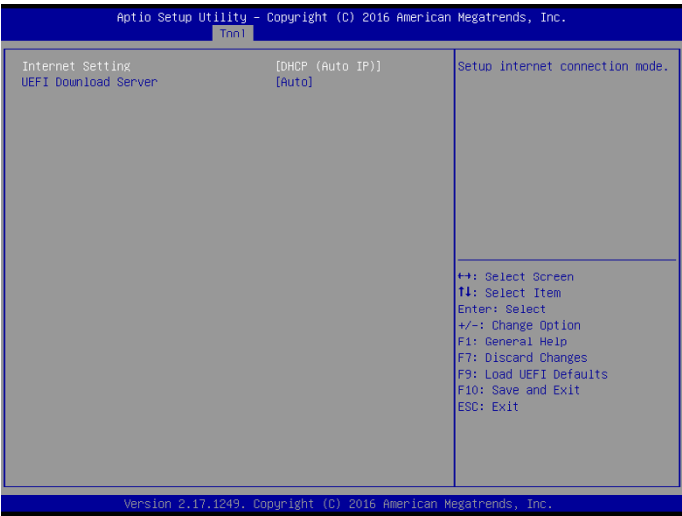 Aptio Setup Utility – Copyright (C) 2016 American Megatrends, Inc.
Tool
Internet Setting [DHCP (Auto IP)]
UEFI Download Server [Auto]
Setup internet connection mode.
↔: Select Screen
↑↓: Select Item
Enter: Select
+/-: Change Option
F1: General Help
F7: Discard Changes
F9: Load UEFI Defaults
F10: Save and Exit
ESC: Exit
Version 2.17.1249. Copyright (C) 2016 American Megatrends, Inc.